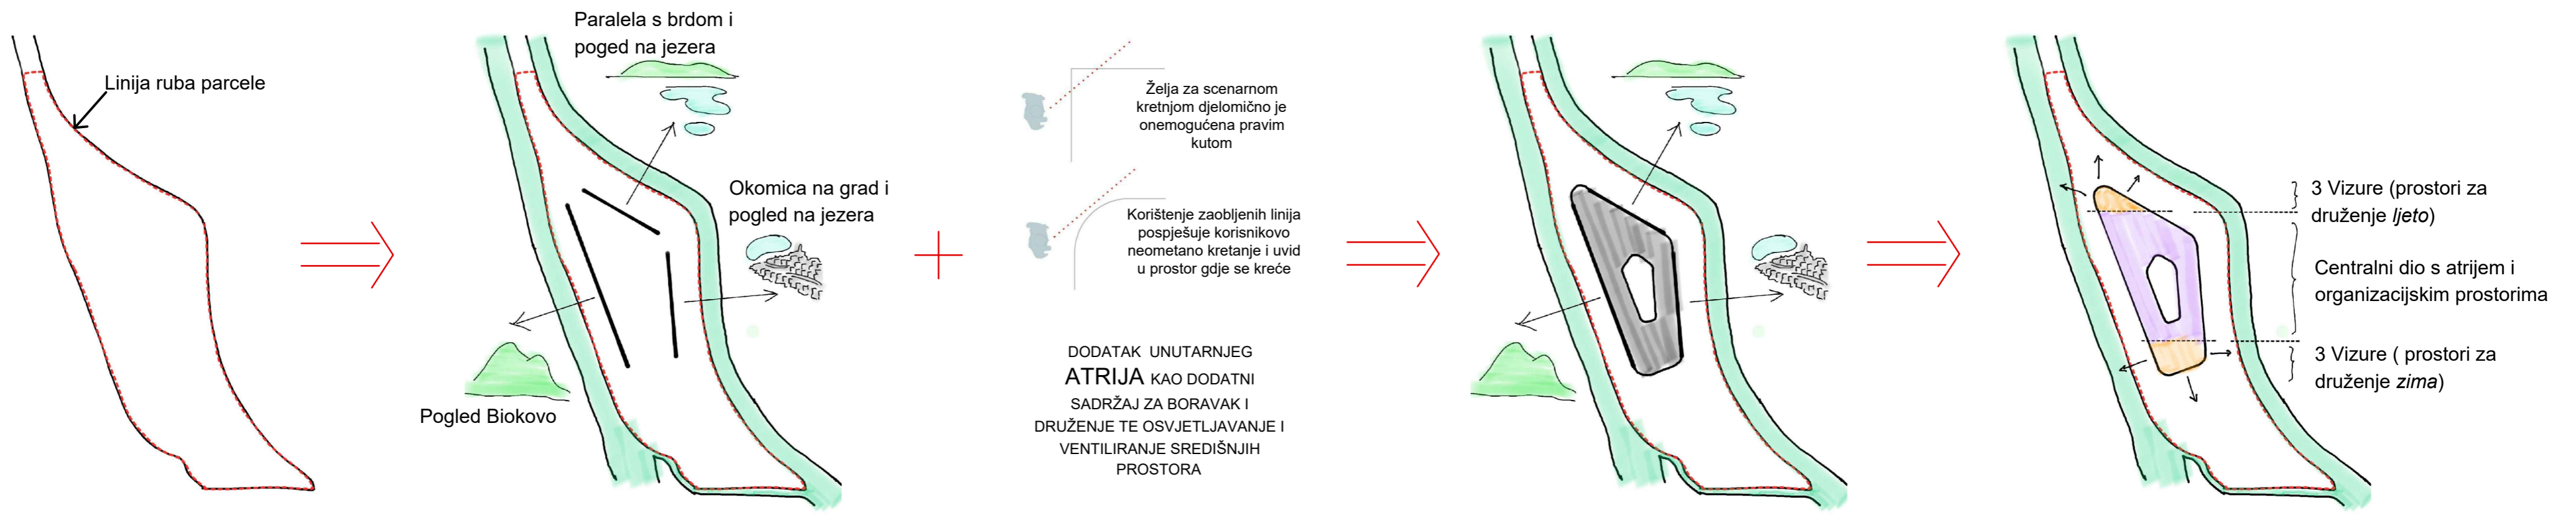 Linija ruba parcele
Paralela s brdom i
poged na jezera
Okomica na grad i
pogled na jezera
Pogled Biokovo
Želja za scenarnom
kretnjom djelomično je
onemogućena pravim
kutom
Korištenje zaobljenih linija
pospješuje korisnikovo
neometano kretanje i uvid
u prostor gdje se kreće
DODATAK UNUTARNJEG
ATRIJA KAO DODATNI
SADRŽAJ ZA BORAVAK I
DRUŽENJE TE OSVJETLJAVANJE I
VENTILIRANJE SREDIŠNJIH
PROSTORA
3 Vizure (prostori za
druženje ljeto)
Centralni dio s atrijem i
organizacijskim prostorima
3 Vizure ( prostori za
druženje zima)